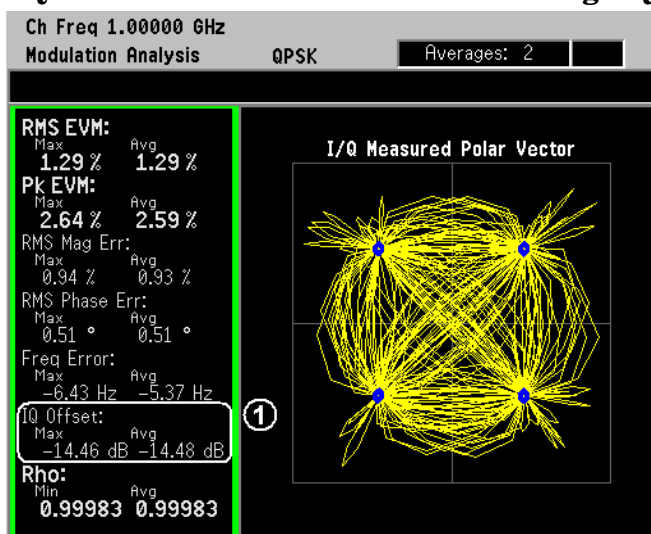 Ch Freq 1.00000 GHz
Modulation Analysis QPSK Averages: 2
RMS EVM:
Max Avg
1.29 % 1.29 %
Pk EVM:
Max Avg
2.64 % 2.59 %
RMS Mag Err:
Max Avg
0.94 % 0.93 %
RMS Phase Err:
Max Avg
0.51 ° 0.51 °
Freq Error:
Max Avg
-6.43 Hz -5.37 Hz
IQ Offset:
Max Avg
-14.46 dB -14.48 dB
Rho:
Min Avg
0.99983 0.99983
1
I/Q Measured Polar Vector